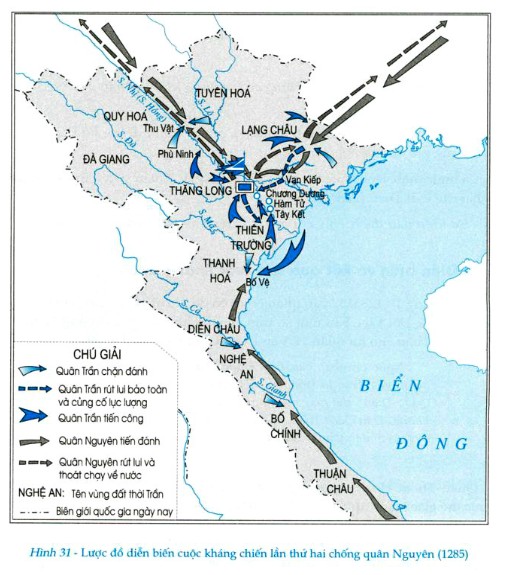 TUYÊN HOÁ
S. Nhị (S. Hồng)
S. Lô
QUY HOÁ
Thu Vật
LẠNG CHÂU
S. Đà
Phù Ninh
ĐÀ GIANG
Vạn Kiếp
THĂNG LONG
Chương Dương
Hàm Tử
Tây Kết
S. Mã
THIÊN
TRƯỜNG
THANH
HOÁ
Bố Vệ
S. Cả
DIỄN CHÂU
NGHỆ
AN
S. Gianh
BỐ
CHÍNH
THUẬN
CHÂU
BIỂN
ĐÔNG
CHÚ GIẢI
Quân Trần chặn đánh
Quân Trần rút lui bảo toàn
và củng cố lực lượng
Quân Trần tiến công
Quân Nguyên tiến đánh
Quân Nguyên rút lui và
thoát chạy về nước
NGHỆ AN: Tên vùng đất thời Trần
Biên giới quốc gia ngày nay
Hình 31 - Lược đồ diễn biến cuộc kháng chiến lần thứ hai chống quân Nguyên (1285)